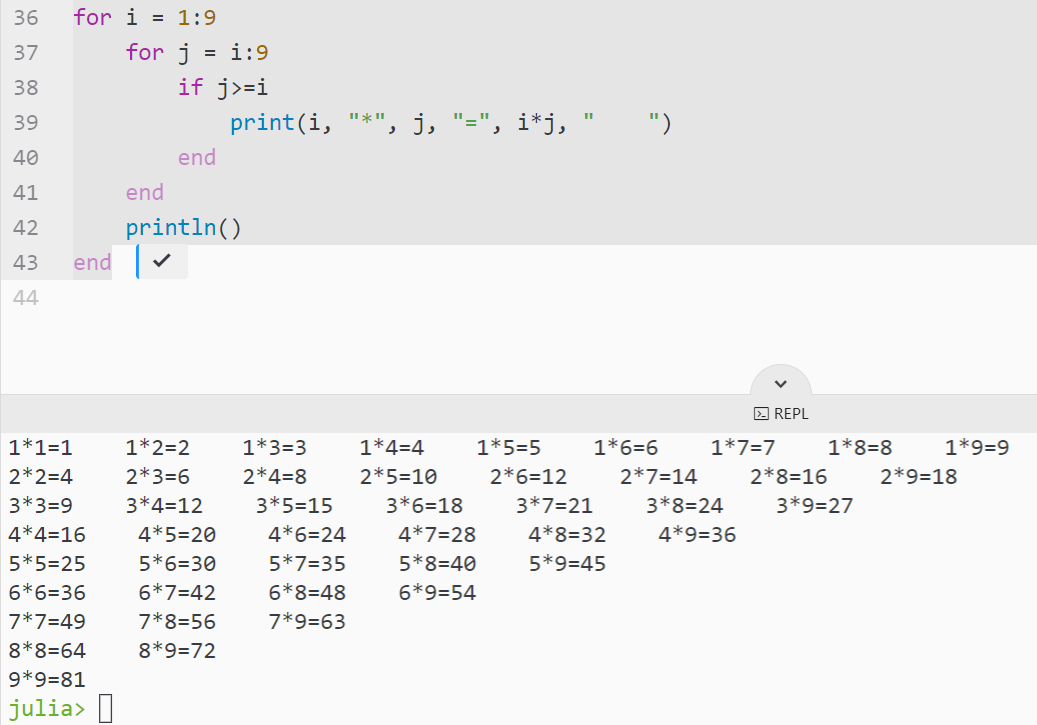 36 for i = 1:9
37     for j = i:9
38         if j>=i
39             print(i, "*", j, "=", i*j, "    ")
40         end
41     end
42     println()
43 end ✓
44
REPL
1*1=1    1*2=2    1*3=3    1*4=4    1*5=5    1*6=6    1*7=7    1*8=8    1*9=9
2*2=4    2*3=6    2*4=8    2*5=10    2*6=12    2*7=14    2*8=16    2*9=18
3*3=9    3*4=12    3*5=15    3*6=18    3*7=21    3*8=24    3*9=27
4*4=16    4*5=20    4*6=24    4*7=28    4*8=32    4*9=36
5*5=25    5*6=30    5*7=35    5*8=40    5*9=45
6*6=36    6*7=42    6*8=48    6*9=54
7*7=49    7*8=56    7*9=63
8*8=64    8*9=72
9*9=81
julia>